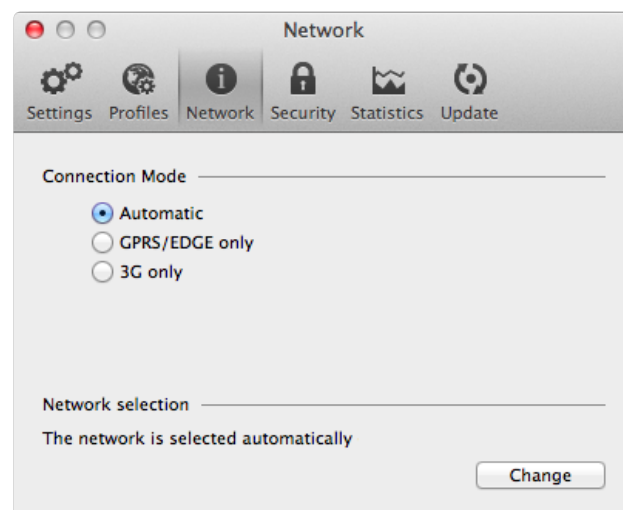 Network
Settings Profiles Network Security Statistics Update
Connection Mode
Automatic
GPRS/EDGE only
3G only
Network selection
The network is selected automatically
Change